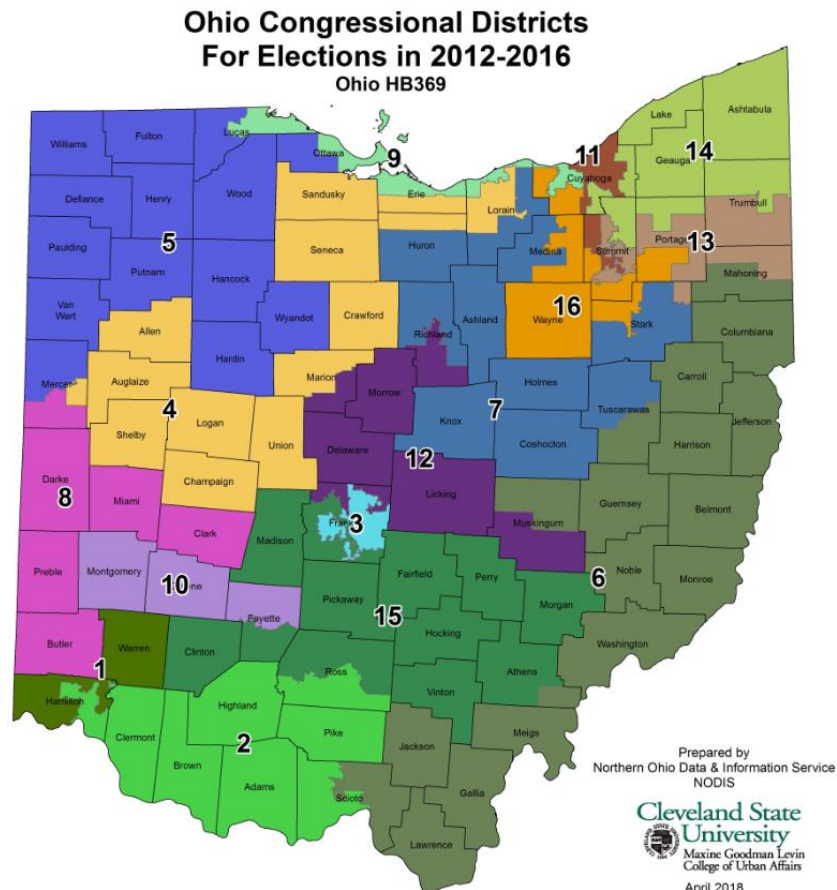 Ohio Congressional Districts
For Elections in 2012-2016
Ohio HB369
Williams
Fulton
Lucas
Ottawa
9
11
Lake
Ashtabula
Geauga
14
Cuyahoga
Defiance
Henry
Wood
Sandusky
Erie
Lorain
Trumbull
Paulding
5
Putnam
Hancock
Seneca
Huron
Medina
Summit
Portage
13
Mahoning
Van
Wert
Allen
Wyandot
Crawford
Richland
Ashland
Wayne
16
Stark
Columbiana
Mercer
Auglaize
Hardin
Marion
Morrow
Holmes
Carroll
4
Logan
Union
Knox
7
Tuscarawas
Jefferson
Shelby
Delaware
12
Coshocton
Harrison
Champaign
Darke
8
Miami
Clark
Madison
3
Licking
Muskingum
Guernsey
Belmont
Preble
Montgomery
10
Fayette
Pickaway
Fairfield
Perry
Morgan
6
Noble
Monroe
15
Hocking
Washington
Butler
Warren
Clinton
Ross
Vinton
Athens
1
Hamilton
Highland
Pike
Jackson
Meigs
Clermont
Brown
2
Adams
Scioto
Gallia
Lawrence
Prepared by
Northern Ohio Data & Information Service
NODIS
Cleveland State
University
Maxine Goodman Levin
College of Urban Affairs
April 2018